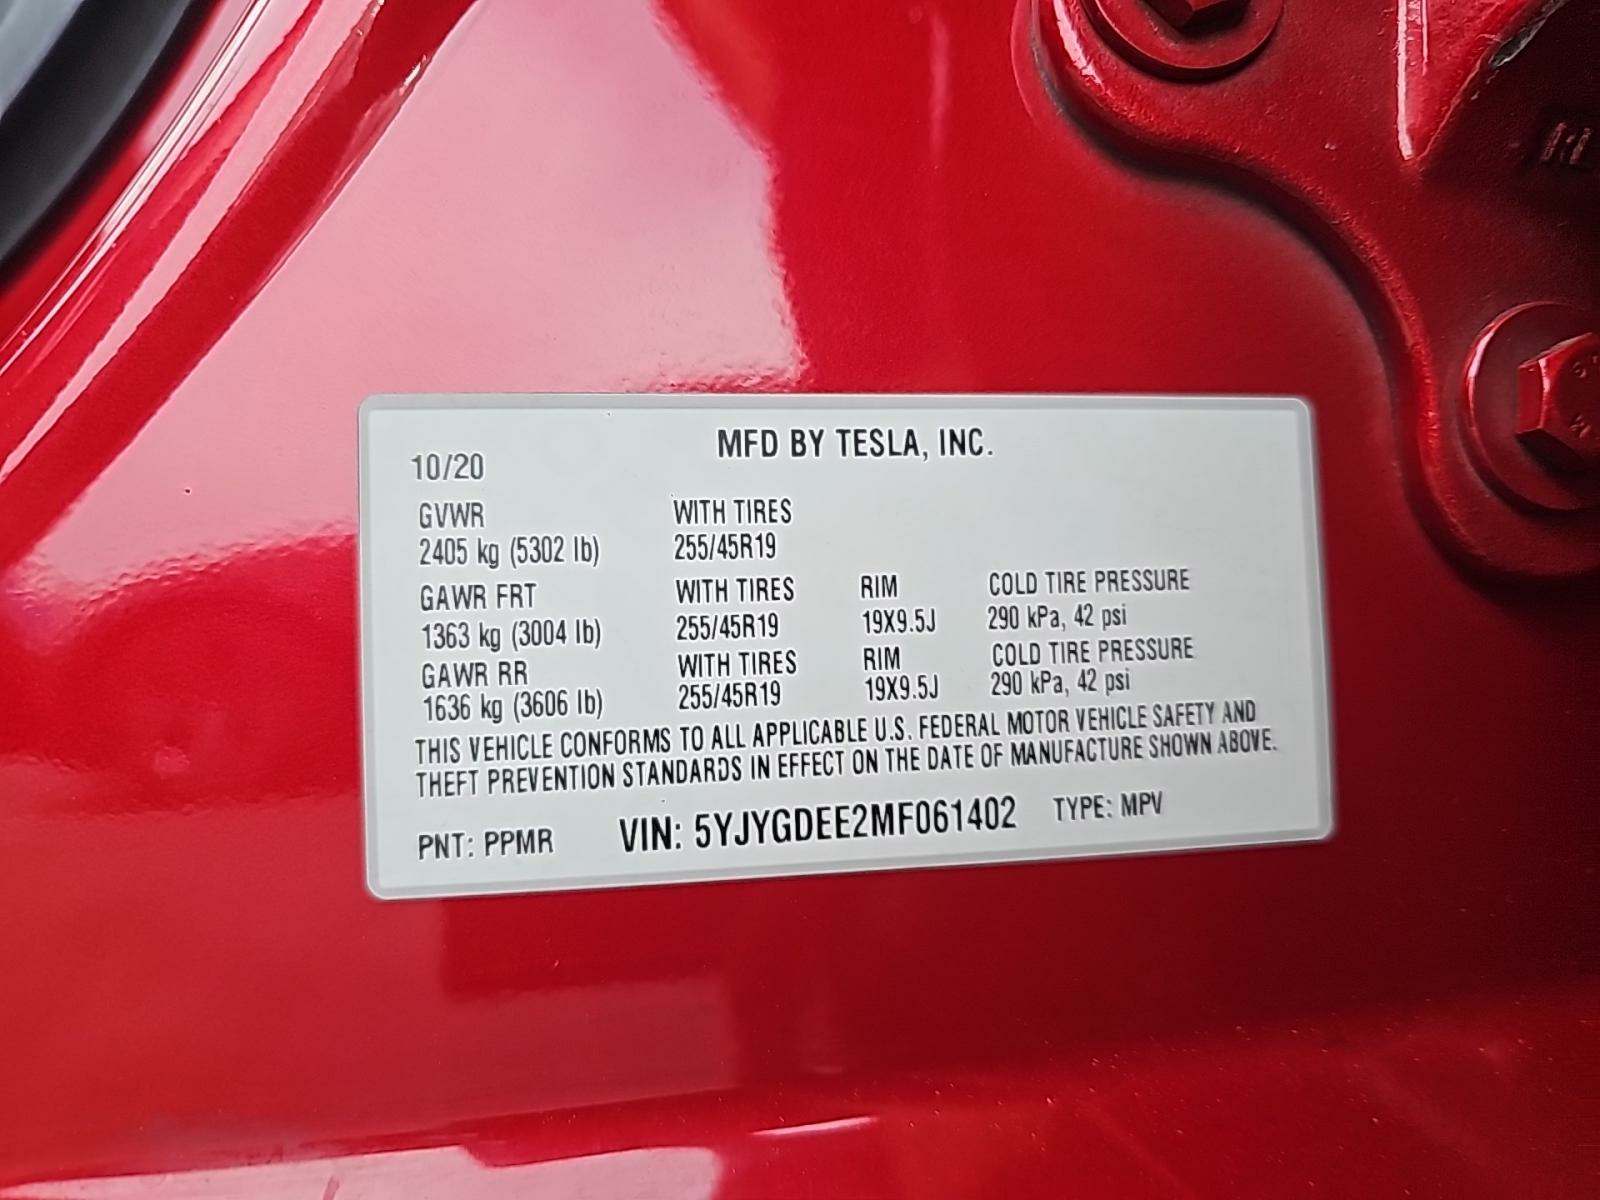 MFD BY TESLA, INC.
10/20
GVWR WITH TIRES
2405 kg (5302 lb) 255/45R19
GAWR FRT WITH TIRES RIM COLD TIRE PRESSURE
1363 kg (3004 lb) 255/45R19 19X9.5J 290 kPa, 42 psi
GAWR RR WITH TIRES RIM COLD TIRE PRESSURE
1636 kg (3606 lb) 255/45R19 19X9.5J 290 kPa, 42 psi
THIS VEHICLE CONFORMS TO ALL APPLICABLE U.S. FEDERAL MOTOR VEHICLE SAFETY AND
THEFT PREVENTION STANDARDS IN EFFECT ON THE DATE OF MANUFACTURE SHOWN ABOVE.
PNT: PPMR VIN: 5YJYGDEE2MF061402 TYPE: MPV